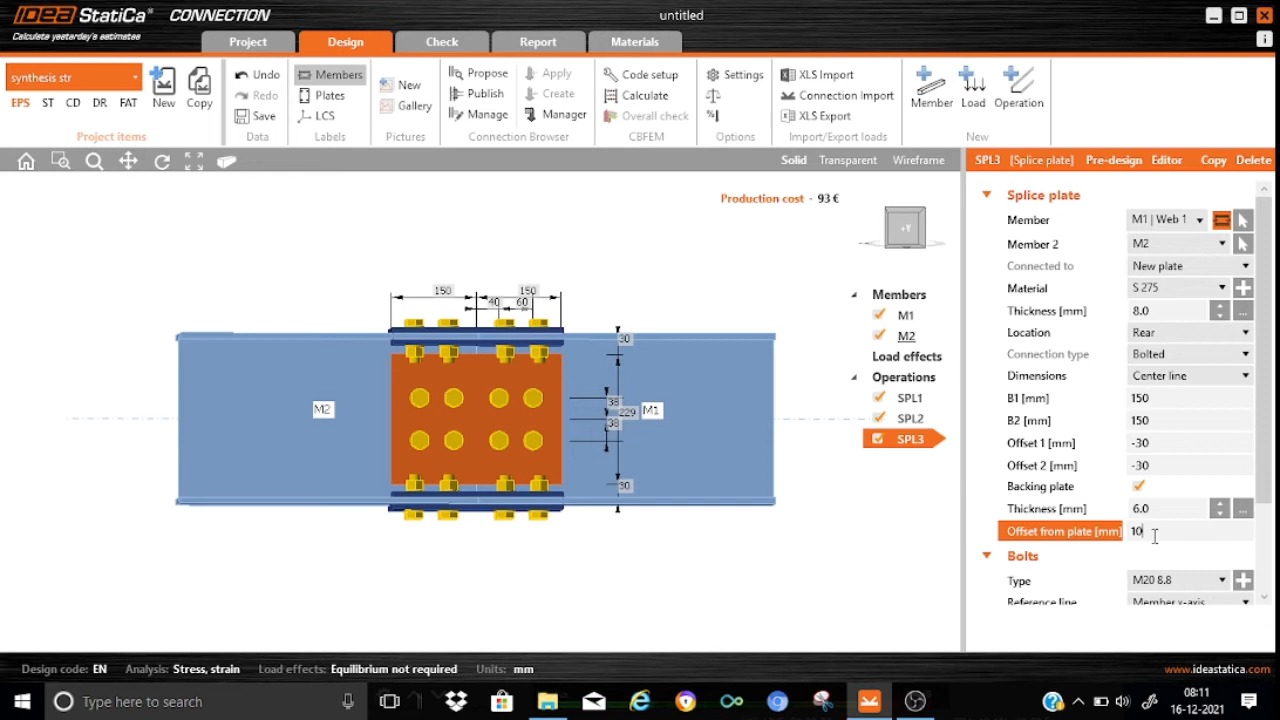 IDEA StatiCa® CONNECTION
Calculate yesterday's estimates
untitled
Project Design Check Report Materials
synthesis str
EPS ST CD DR FAT
New Copy
Undo
Redo
Save
Members
Plates
LCS
New
Gallery
Propose
Publish
Manage
Apply
Create
Manager
Code setup
Calculate
Overall check
Settings
XLS Import
Connection Import
XLS Export
Member Load Operation
Project items Data Labels Pictures Connection Browser CBFEM Options Import/Export loads New
Solid Transparent Wireframe
SPL3 [Splice plate] Pre-design Editor Copy Delete
Production cost - 93 €
+Y
150 150
40 60
30
38
229
38
30
M2
M1
Members
M1
M2
Load effects
Operations
SPL1
SPL2
SPL3
Splice plate
Member M1 | Web 1
Member 2 M2
Connected to New plate
Material S 275
Thickness [mm] 8.0
Location Rear
Connection type Bolted
Dimensions Center line
B1 [mm] 150
B2 [mm] 150
Offset 1 [mm] -30
Offset 2 [mm] -30
Backing plate
Thickness [mm] 6.0
Offset from plate [mm] 10
Bolts
Type M20 8.8
Reference line Member x-axis
Design code: EN Analysis: Stress, strain Load effects: Equilibrium not required Units: mm
www.ideastatica.com
Type here to search
08:11
16-12-2021